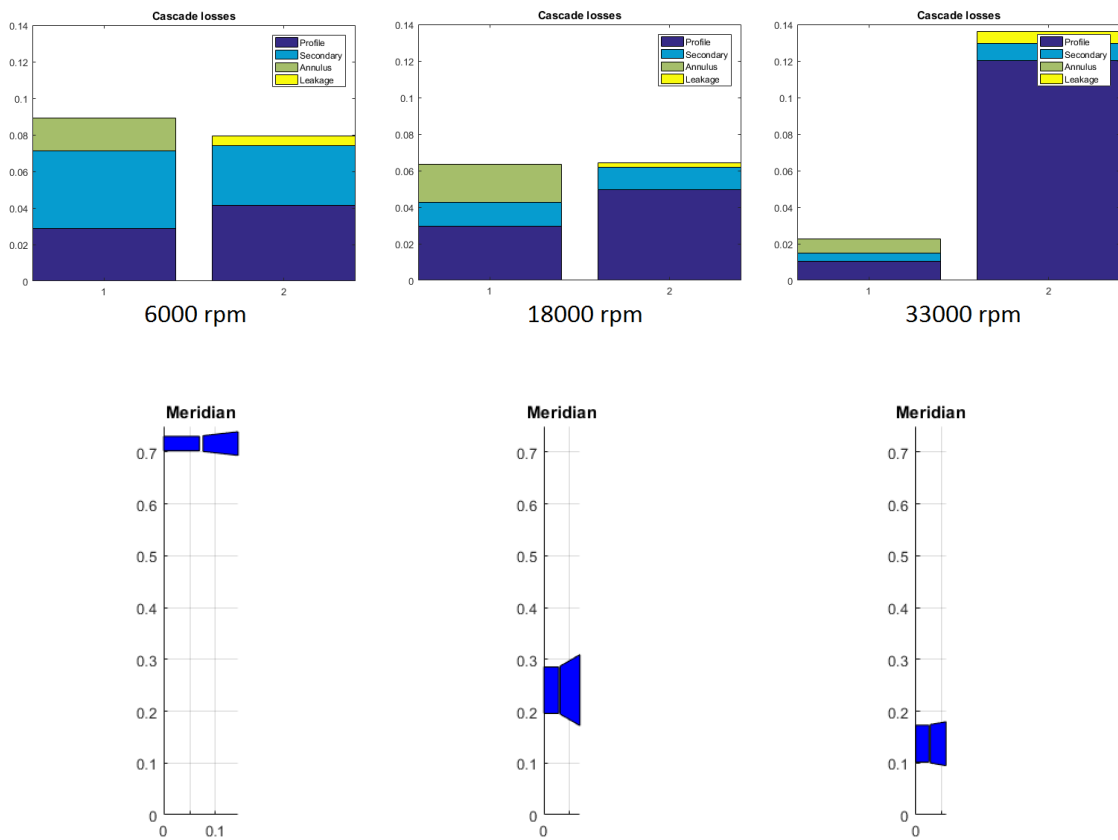 Cascade losses
0.14
0.12
0.1
0.08
0.06
0.04
0.02
0
Profile
Secondary
Annulus
Leakage
1 2
6000 rpm
Cascade losses
0.14
0.12
0.1
0.08
0.06
0.04
0.02
0
Profile
Secondary
Annulus
Leakage
1 2
18000 rpm
Cascade losses
0.14
0.12
0.1
0.08
0.06
0.04
0.02
0
Profile
Secondary
Annulus
Leakage
1 2
33000 rpm
Meridian
0.7
0.6
0.5
0.4
0.3
0.2
0.1
0
0 0.1
Meridian
0.7
0.6
0.5
0.4
0.3
0.2
0.1
0
0
Meridian
0.7
0.6
0.5
0.4
0.3
0.2
0.1
0
0